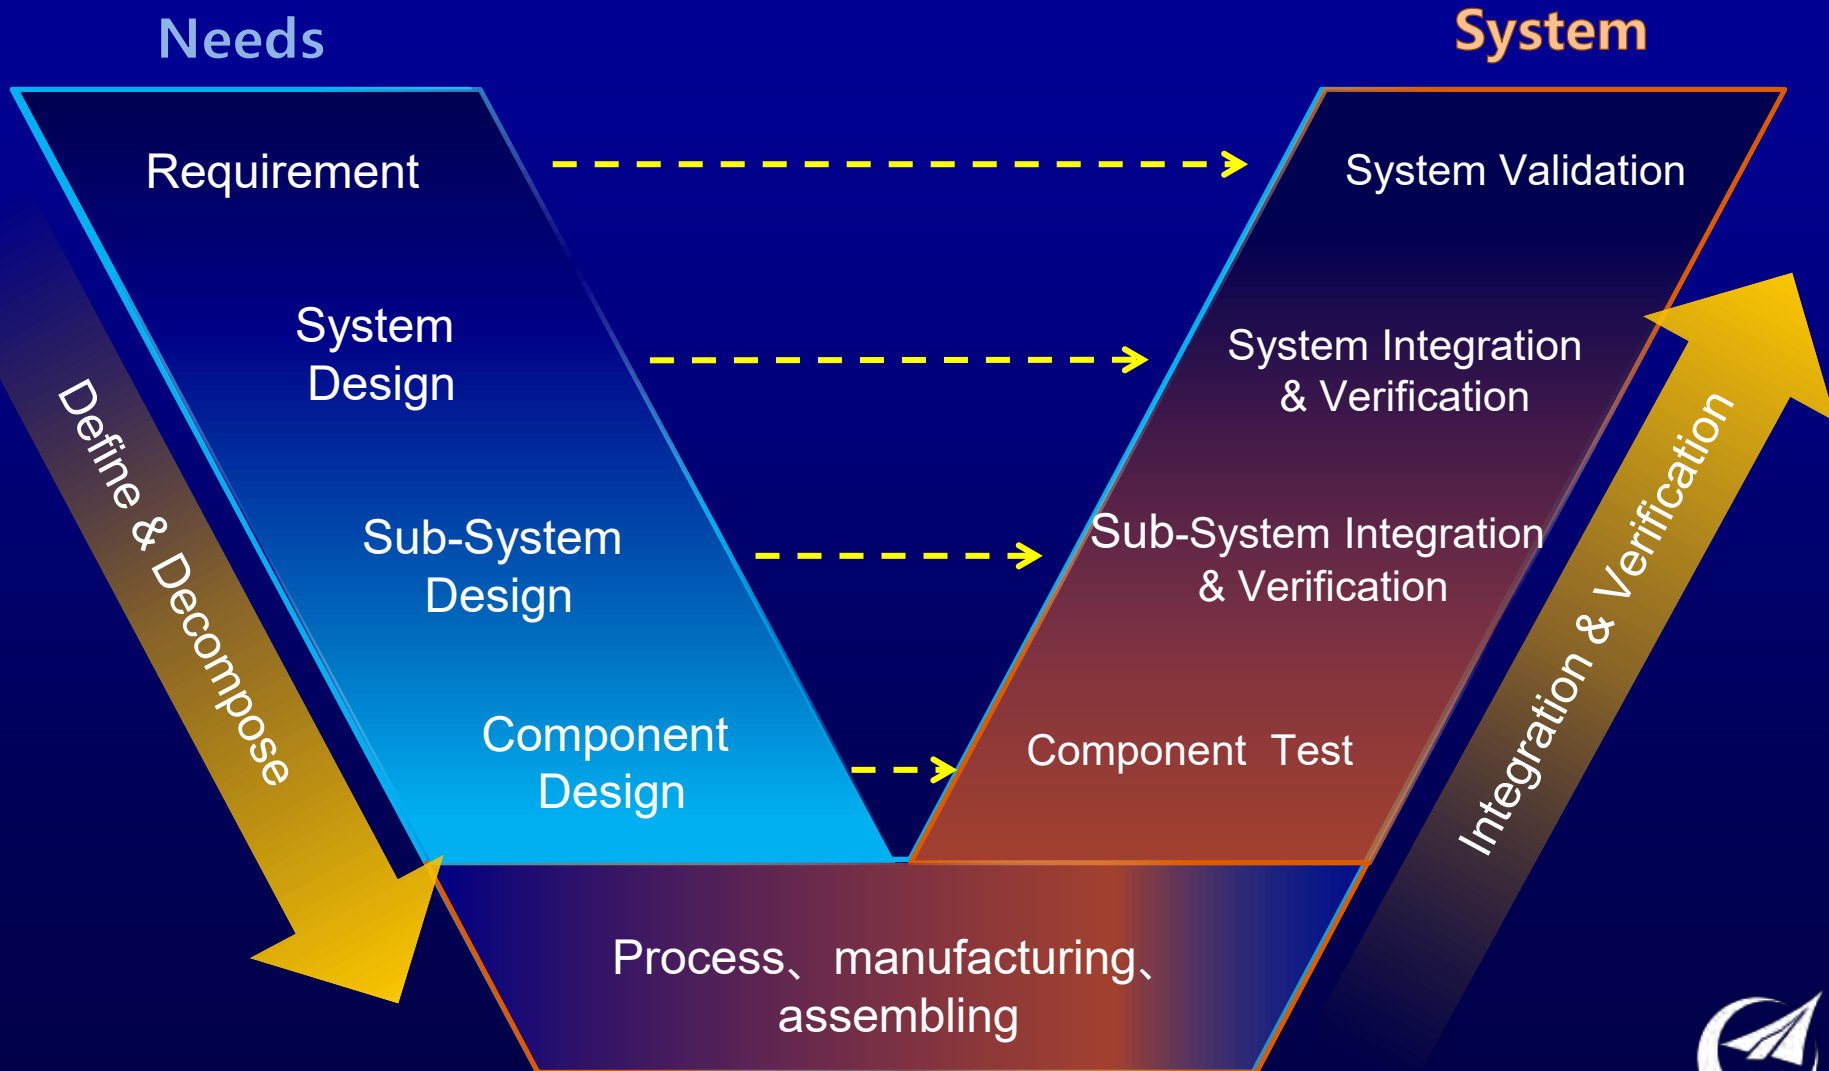 Needs
System
Requirement
System Validation
System
Design
System Integration
& Verification
Sub-System
Design
Sub-System Integration
& Verification
Component
Design
Component  Test
Define & Decompose
Integration & Verification
Process、manufacturing、
assembling